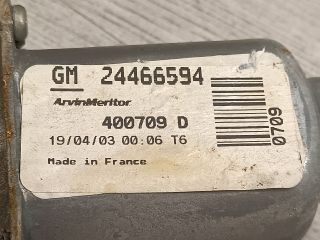 GM 24466594
ArvinMeritor
400709 D
19/04/03 00:06 T6
Made in France
0709